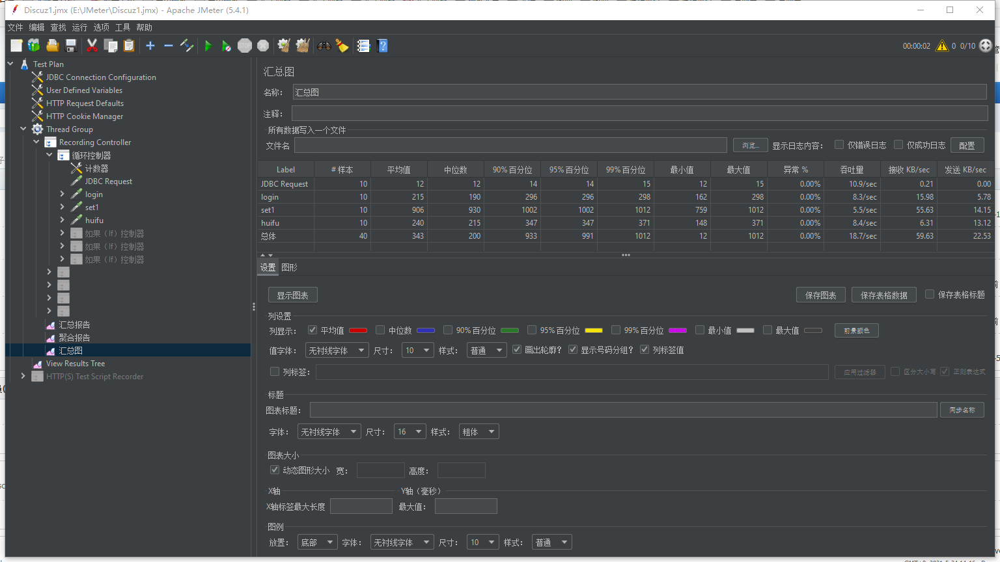 Discuz1.jmx (E:\JMeter\Discuz1.jmx) - Apache JMeter (5.4.1)
文件 编辑 查找 运行 选项 工具 帮助
STOP
00:00:02 0 0/10
Test Plan
JDBC Connection Configuration
User Defined Variables
HTTP Request Defaults
HTTP Cookie Manager
Thread Group
Recording Controller
循环控制器
计数器
JDBC Request
login
set1
huifu
如果（If）控制器
如果（If）控制器
如果（If）控制器
汇总报告
聚合报告
汇总图
View Results Tree
HTTP(S) Test Script Recorder
汇总图
名称： 汇总图
注释：
所有数据写入一个文件
文件名 浏览... 显示日志内容： 仅错误日志 仅成功日志 配置
Label # 样本 平均值 中位数 90% 百分位 95% 百分位 99% 百分位 最小值 最大值 异常 % 吞吐量 接收 KB/sec 发送 KB/sec
JDBC Request 10 12 12 14 14 15 12 15 0.00% 10.9/sec 0.21 0.00
login 10 215 190 296 296 298 162 298 0.00% 8.3/sec 15.98 5.78
set1 10 906 930 1002 1002 1012 759 1012 0.00% 5.5/sec 55.63 14.15
huifu 10 240 215 347 347 371 148 371 0.00% 8.4/sec 6.31 13.12
总体 40 343 200 933 991 1012 12 1012 0.00% 18.7/sec 59.63 22.53
设置 图形
显示图表 保存图表 保存表格数据 保存表格标题
列设置
列显示： 平均值 中位数 90% 百分位 95% 百分位 99% 百分位 最小值 最大值 前景颜色
值字体： 无衬线字体 尺寸： 10 样式： 普通 画出轮廓? 显示号码分组? 列标签值
列标签： 应用过滤器 区分大小写 正则表达式
标题
图表标题： 同步名称
字体： 无衬线字体 尺寸： 16 样式： 粗体
图表大小
动态图形大小 宽： 高度：
X轴 Y轴（毫秒）
X轴标签最大长度 最大值：
图例
放置： 底部 字体： 无衬线字体 尺寸： 10 样式： 普通